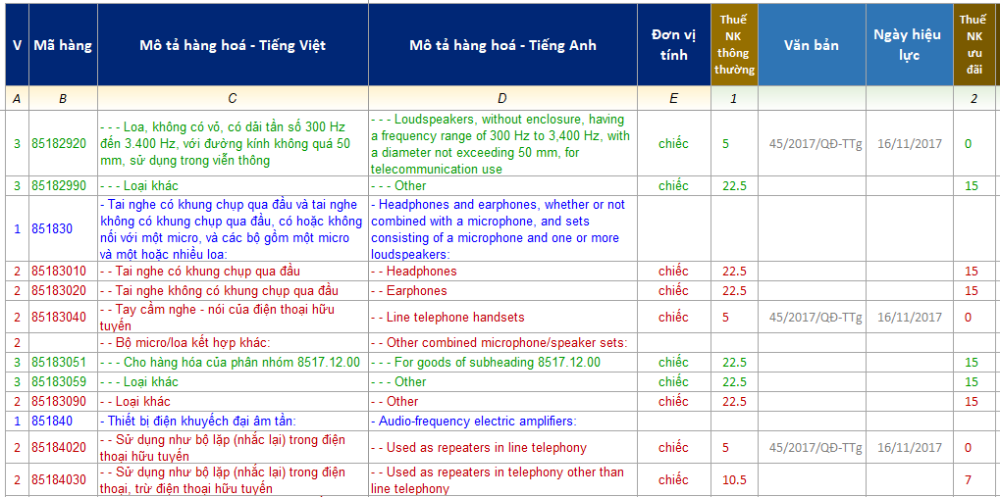 V Mã hàng Mô tả hàng hoá - Tiếng Việt Mô tả hàng hoá - Tiếng Anh Đơn vị tính Thuế NK thông thường Văn bản Ngày hiệu lực Thuế NK ưu đãi
A B C D E 1 2
3 85182920 - - - Loa, không có vỏ, có dải tần số 300 Hz
đến 3,400 Hz, với đường kính không quá 50
mm, sử dụng trong viễn thông
- - - Loudspeakers, without enclosure, having
a frequency range of 300 Hz to 3,400 Hz, with
a diameter not exceeding 50 mm, for
telecommunication use
chiếc 5 45/2017/QĐ-TTg 16/11/2017 0
3 85182990 - - - Loại khác - - - Other chiếc 22.5 15
1 851830 - Tai nghe có khung chụp qua đầu và tai nghe
không có khung chụp qua đầu, có hoặc không
nối với một micro, và các bộ gồm một micro
và một hoặc nhiều loa:
- Headphones and earphones, whether or not
combined with a microphone, and sets
consisting of a microphone and one or more
loudspeakers:
2 85183010 - - Tai nghe có khung chụp qua đầu - - Headphones chiếc 22.5 15
2 85183020 - - Tai nghe không có khung chụp qua đầu - - Earphones chiếc 22.5 15
2 85183040 - - Tay cầm nghe - nói của điện thoại hữu
tuyến
- - Line telephone handsets chiếc 5 45/2017/QĐ-TTg 16/11/2017 0
2 - - Bộ micro/loa kết hợp khác: - - Other combined microphone/speaker sets:
3 85183051 - - - Cho hàng hóa của phân nhóm 8517.12.00 - - - For goods of subheading 8517.12.00 chiếc 22.5 15
3 85183059 - - - Loại khác - - - Other chiếc 22.5 15
2 85183090 - - Loại khác - - Other chiếc 22.5 15
1 851840 - Thiết bị điện khuyếch đại âm tần: - Audio-frequency electric amplifiers:
2 85184020 - - Sử dụng như bộ lặp (nhắc lại) trong điện
thoại hữu tuyến
- - Used as repeaters in line telephony chiếc 5 45/2017/QĐ-TTg 16/11/2017 0
2 85184030 - - Sử dụng như bộ lặp (nhắc lại) trong điện
thoại, trừ điện thoại hữu tuyến
- - Used as repeaters in telephony other than
line telephony
chiếc 10.5 7